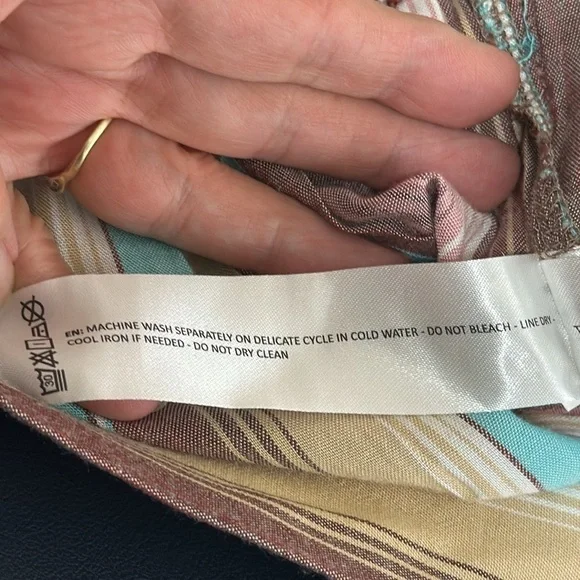 EN: MACHINE WASH SEPARATELY ON DELICATE CYCLE IN COLD WATER - DO NOT BLEACH - LINE DRY -
COOL IRON IF NEEDED - DO NOT DRY CLEAN
30